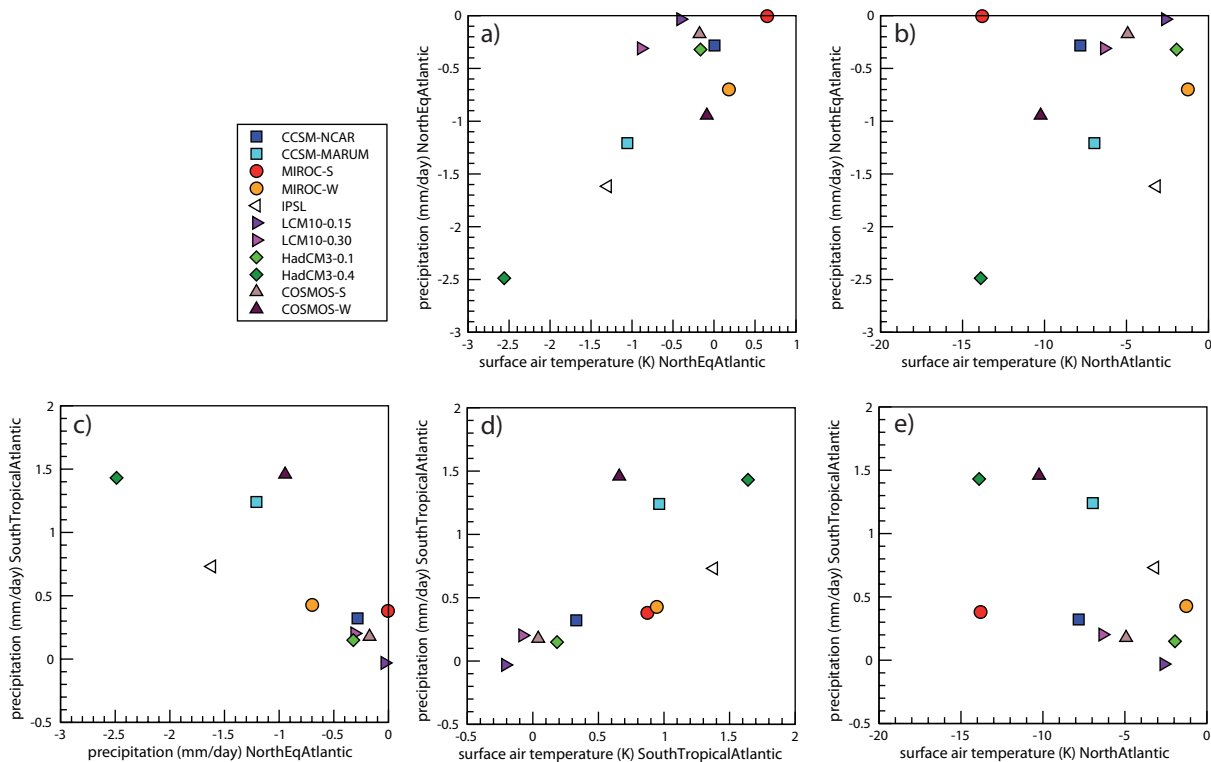 a)
0
-0.5
-1
-1.5
-2
-2.5
-3
precipitation (mm/day) NorthEqAtlantic
-3
-2.5
-2
-1.5
-1
-0.5
0
0.5
1
surface air temperature (K) NorthEqAtlantic
b)
0
-0.5
-1
-1.5
-2
-2.5
-3
precipitation (mm/day) NorthEqAtlantic
-20
-15
-10
-5
0
surface air temperature (K) NorthAtlantic
CCSM-NCAR
CCSM-MARUM
MIROC-S
MIROC-W
IPSL
LCM10-0.15
LCM10-0.30
HadCM3-0.1
HadCM3-0.4
COSMOS-S
COSMOS-W
c)
2
1.5
1
0.5
0
-0.5
precipitation (mm/day) SouthTropicalAtlantic
-3
-2.5
-2
-1.5
-1
-0.5
0
precipitation (mm/day) NorthEqAtlantic
d)
2
1.5
1
0.5
0
-0.5
precipitation (mm/day) SouthTropicalAtlantic
-0.5
0
0.5
1
1.5
2
surface air temperature (K) SouthTropicalAtlantic
e)
2
1.5
1
0.5
0
-0.5
precipitation (mm/day) SouthTropicalAtlantic
-20
-15
-10
-5
0
surface air temperature (K) NorthAtlantic